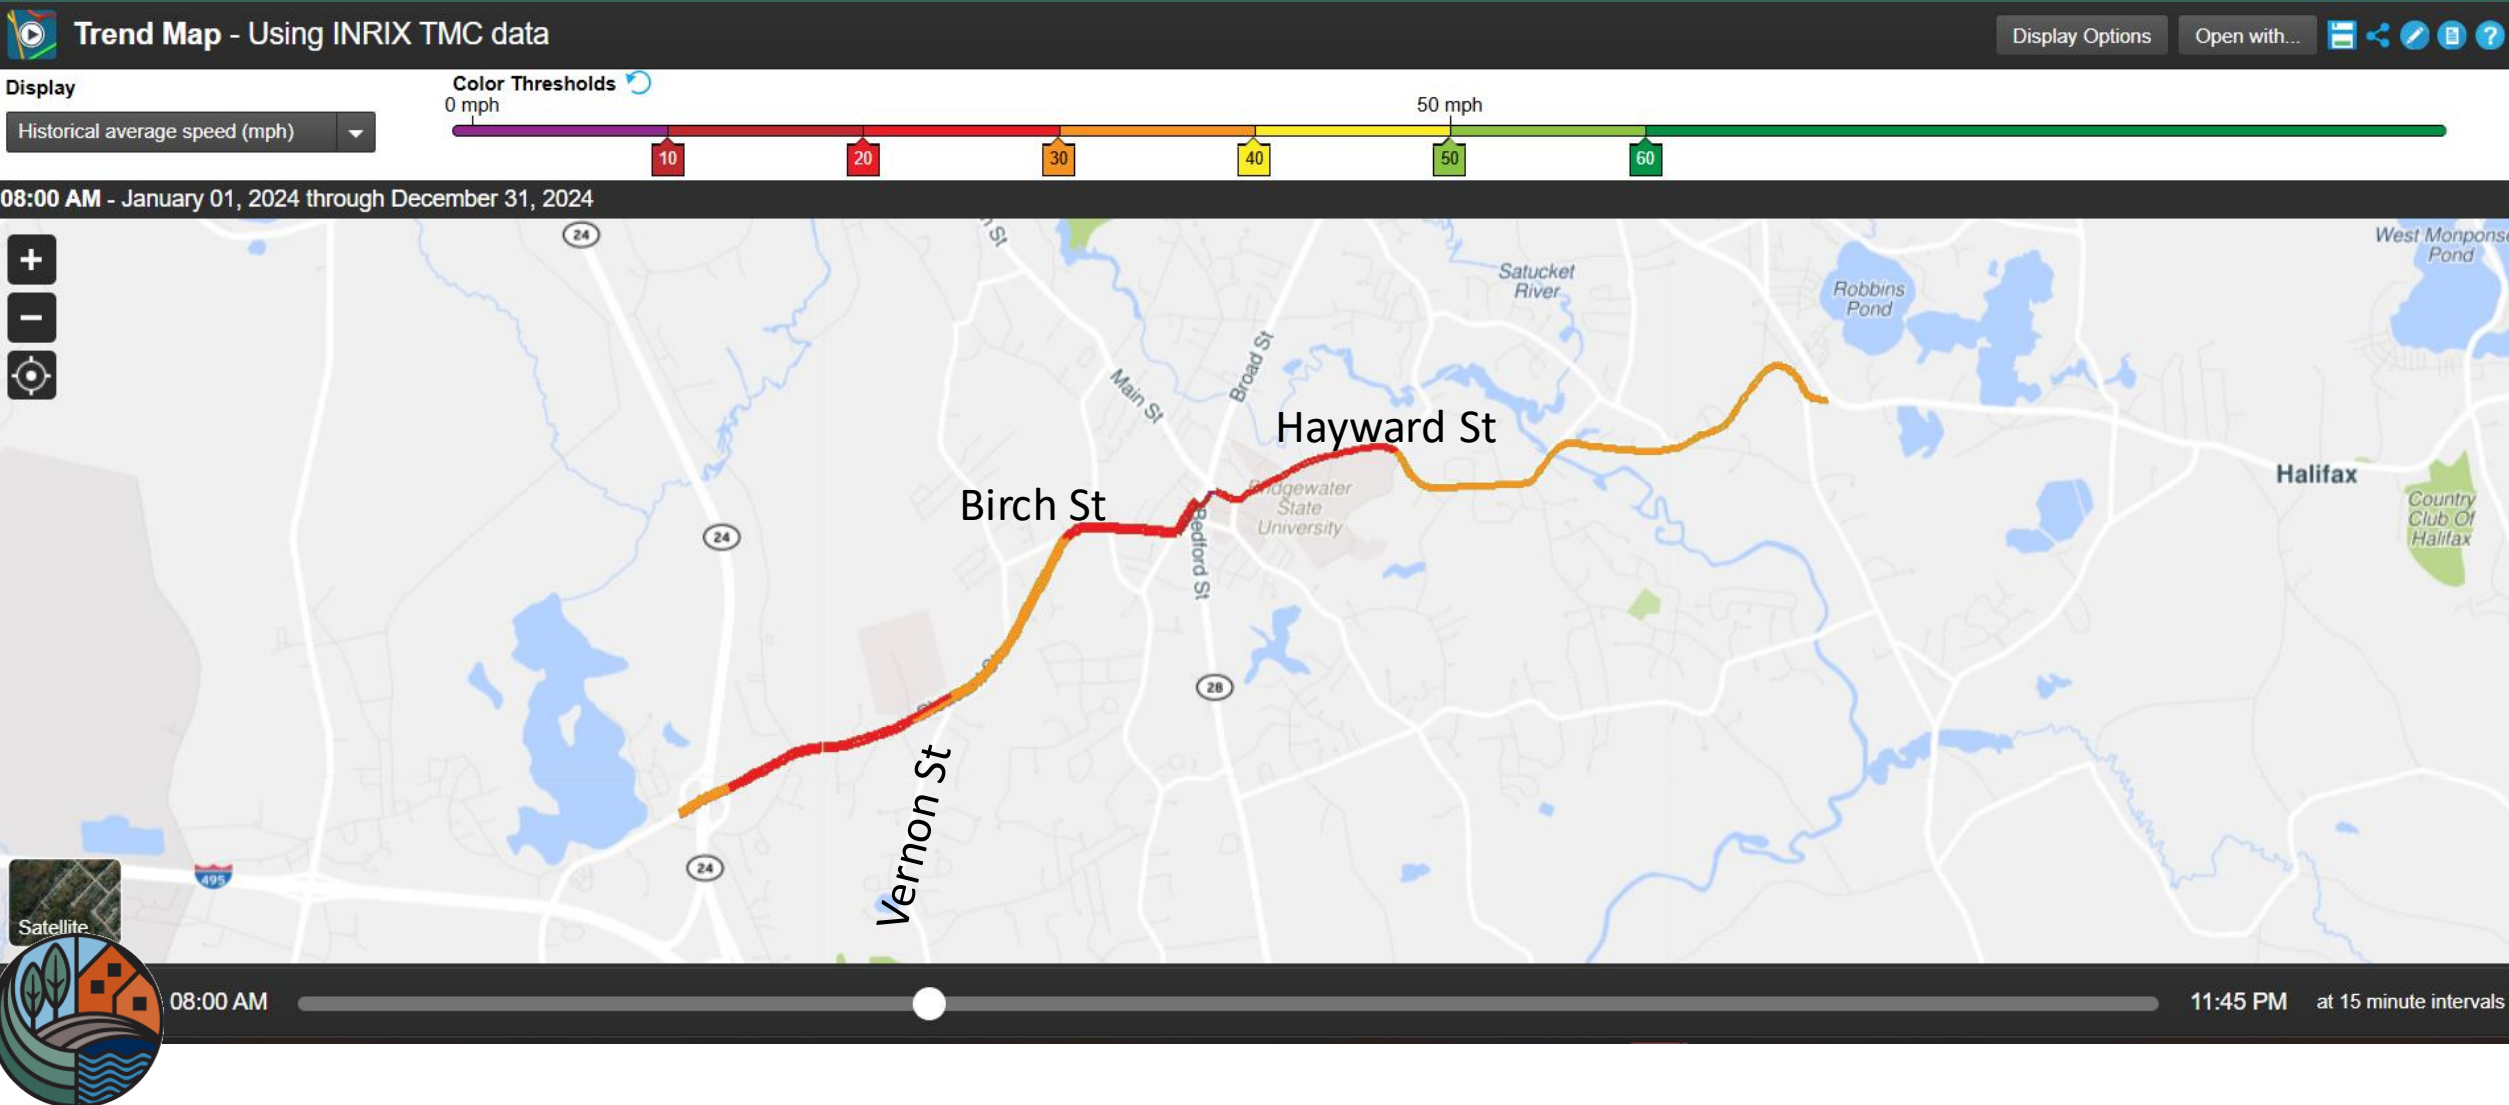 Trend Map - Using INRIX TMC data
Display Options
Open with...
?
Display
Color Thresholds
0 mph
50 mph
Historical average speed (mph)
10
20
30
40
50
60
08:00 AM - January 01, 2024 through December 31, 2024
24
n St
West Monponse
Pond
+
−
Satucket
River
Robbins
Pond
Broad St
Main St
Hayward St
Halifax
Birch St
Bridgewater
State
University
Country
Club Of
Halifax
24
Bedford St
28
Vernon St
24
495
Satellite
08:00 AM
11:45 PM
at 15 minute intervals